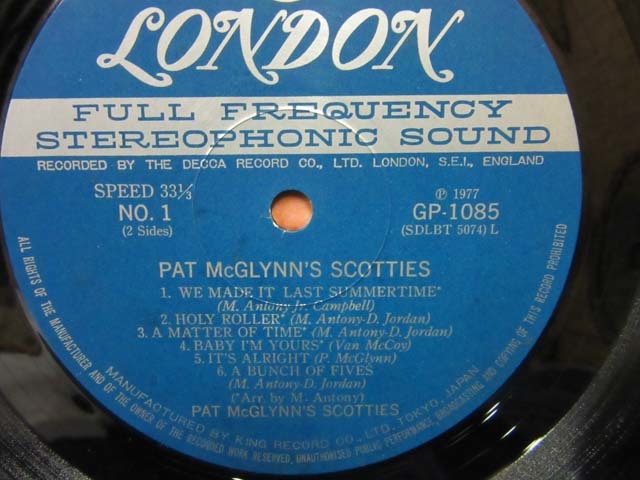 LONDON
FULL FREQUENCY
STEREOPHONIC SOUND
RECORDED BY THE DECCA RECORD CO., LTD. LONDON, S.E.I., ENGLAND
SPEED 33⅓
℗ 1977
NO. 1
GP-1085
(2 Sides)
(SDLBT 5074) L
PAT McGLYNN'S SCOTTIES
1. WE MADE IT LAST SUMMERTIME*
(M. Antony-Jr. Campbell)
2. HOLY ROLLER* (M. Antony-D. Jordan)
3. A MATTER OF TIME* (M. Antony-D. Jordan)
4. BABY I'M YOURS* (Van McCoy)
5. IT'S ALRIGHT (P. McGlynn)
6. A BUNCH OF FIVES
(M. Antony-D. Jordan)
(*Arr. by M. Antony)
PAT McGLYNN'S SCOTTIES
MANUFACTURED BY KING RECORD CO., LTD. TOKYO, JAPAN
ALL RIGHTS OF THE MANUFACTURER AND OF THE OWNER OF THE RECORDED WORK RESERVED. UNAUTHORISED PUBLIC PERFORMANCE, BROADCASTING AND COPYING OF THIS RECORD PROHIBITED